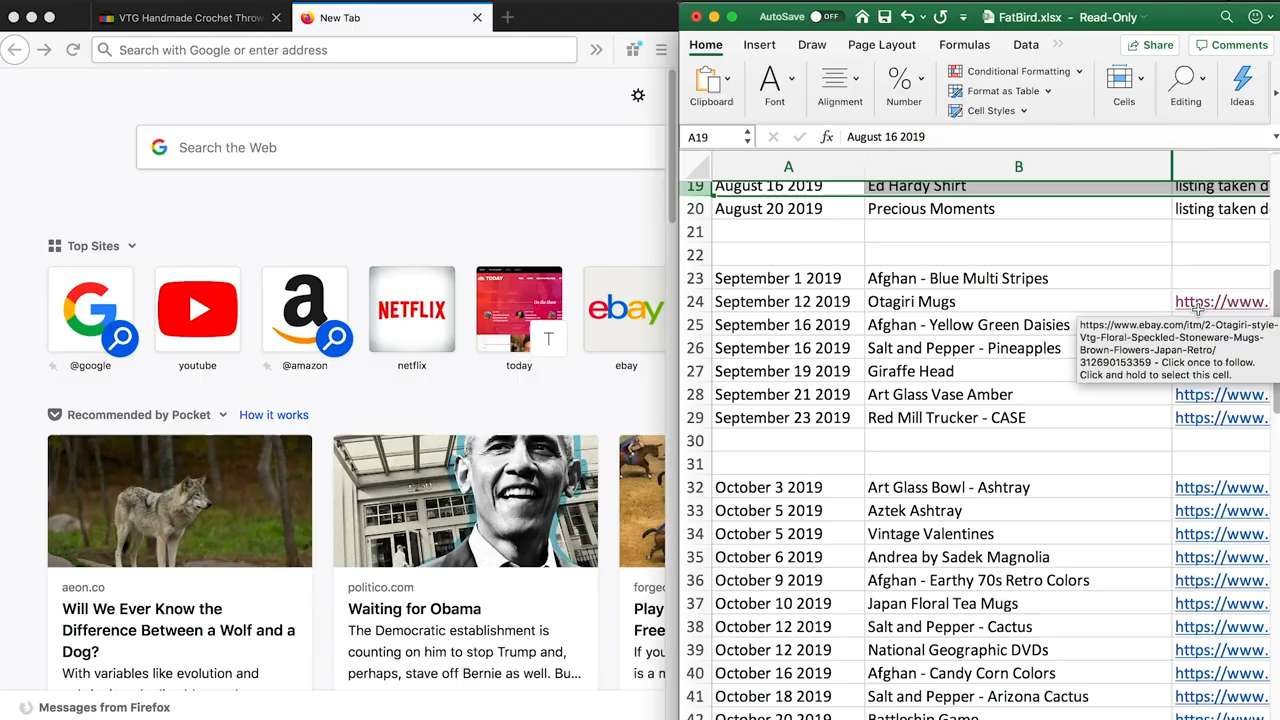 VTG Handmade Crochet Throw
New Tab
Search with Google or enter address
Search the Web
Top Sites
@google
youtube
@amazon
NETFLIX
netflix
TODAY
T
today
ebay
ebay
Recommended by Pocket
How it works
aeon.co
Will We Ever Know the
Difference Between a Wolf and a
Dog?
With variables like evolution and
politico.com
Waiting for Obama
The Democratic establishment is
counting on him to stop Trump and,
perhaps, stave off Bernie as well. Bu...
forge
Play
Free
If you
is a n
Messages from Firefox
AutoSave OFF
FatBird.xlsx - Read-Only
Home Insert Draw Page Layout Formulas Data
Share
Comments
Clipboard
Font
Alignment
Number
Conditional Formatting
Format as Table
Cell Styles
Cells
Editing
Ideas
A19 fx August 16 2019
A B
19 August 16 2019 Ed Hardy Shirt listing taken d
20 August 20 2019 Precious Moments listing taken d
21
22
23 September 1 2019 Afghan - Blue Multi Stripes
24 September 12 2019 Otagiri Mugs https://www.
25 September 16 2019 Afghan - Yellow Green Daisies
26 September 16 2019 Salt and Pepper - Pineapples
27 September 19 2019 Giraffe Head
https://www.ebay.com/itm/2-Otagiri-style-
Vtg-Floral-Speckled-Stoneware-Mugs-
Brown-Flowers-Japan-Retro/
312690153359 - Click once to follow.
Click and hold to select this cell.
28 September 21 2019 Art Glass Vase Amber https://www.
29 September 23 2019 Red Mill Trucker - CASE https://www.
30
31
32 October 3 2019 Art Glass Bowl - Ashtray https://www.
33 October 5 2019 Aztek Ashtray https://www.
34 October 5 2019 Vintage Valentines https://www.
35 October 6 2019 Andrea by Sadek Magnolia https://www.
36 October 9 2019 Afghan - Earthy 70s Retro Colors https://www.
37 October 10 2019 Japan Floral Tea Mugs https://www.
38 October 12 2019 Salt and Pepper - Cactus https://www.
39 October 12 2019 National Geographic DVDs https://www.
40 October 16 2019 Afghan - Candy Corn Colors https://www.
41 October 18 2019 Salt and Pepper - Arizona Cactus https://www.
42 October 20 2019 Battleship Game